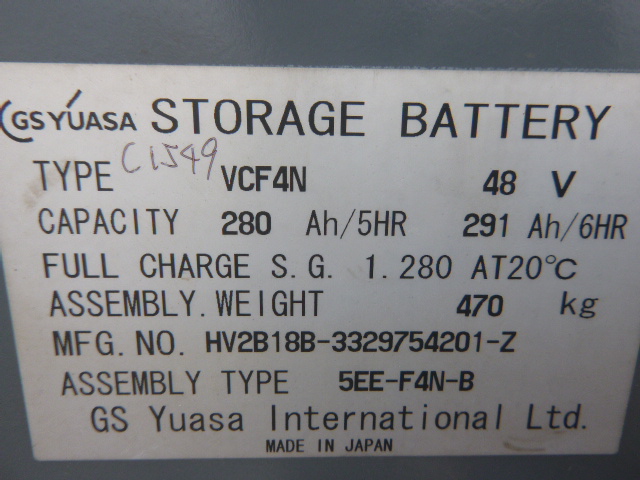 GS YUASA STORAGE BATTERY
TYPE C1549 VCF4N 48 V
CAPACITY 280 Ah/5HR 291 Ah/6HR
FULL CHARGE S.G. 1.280 AT20℃
ASSEMBLY.WEIGHT 470 kg
MFG.NO. HV2B18B-3329754201-Z
ASSEMBLY TYPE 5EE-F4N-B
GS Yuasa International Ltd.
MADE IN JAPAN